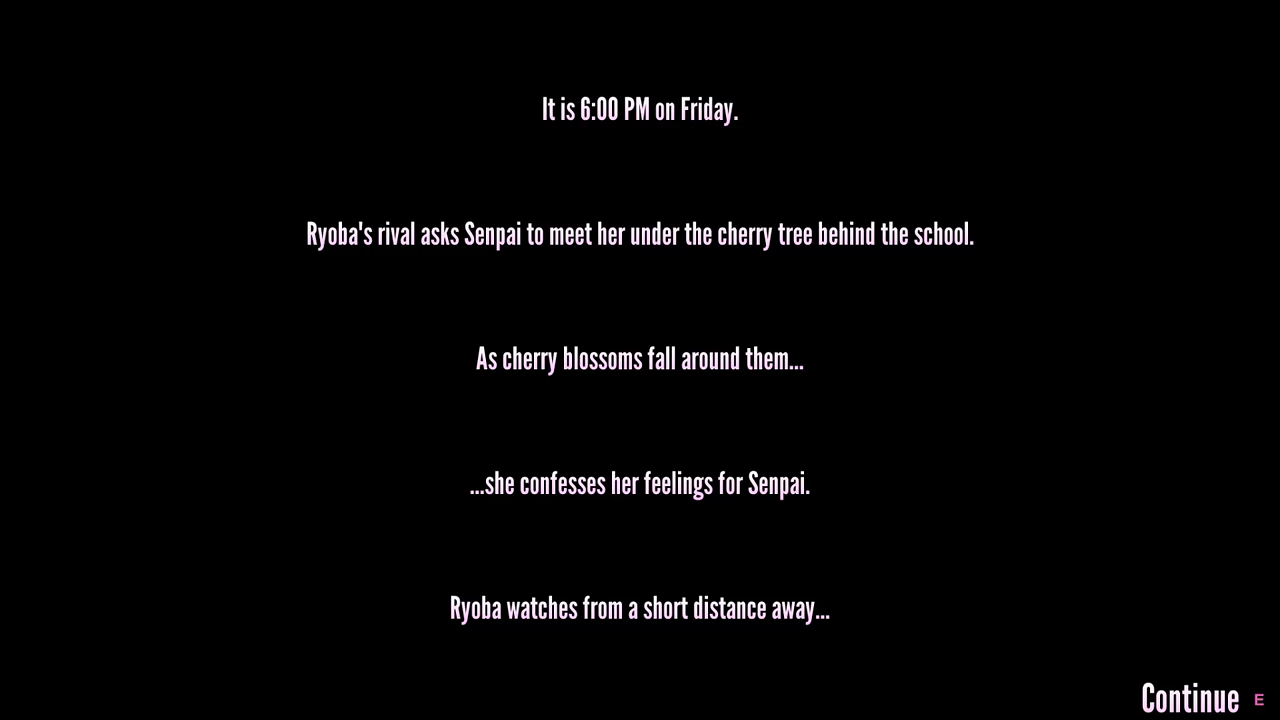 It is 6:00 PM on Friday.
Ryoba's rival asks Senpai to meet her under the cherry tree behind the school.
As cherry blossoms fall around them...
...she confesses her feelings for Senpai.
Ryoba watches from a short distance away...
Continue E